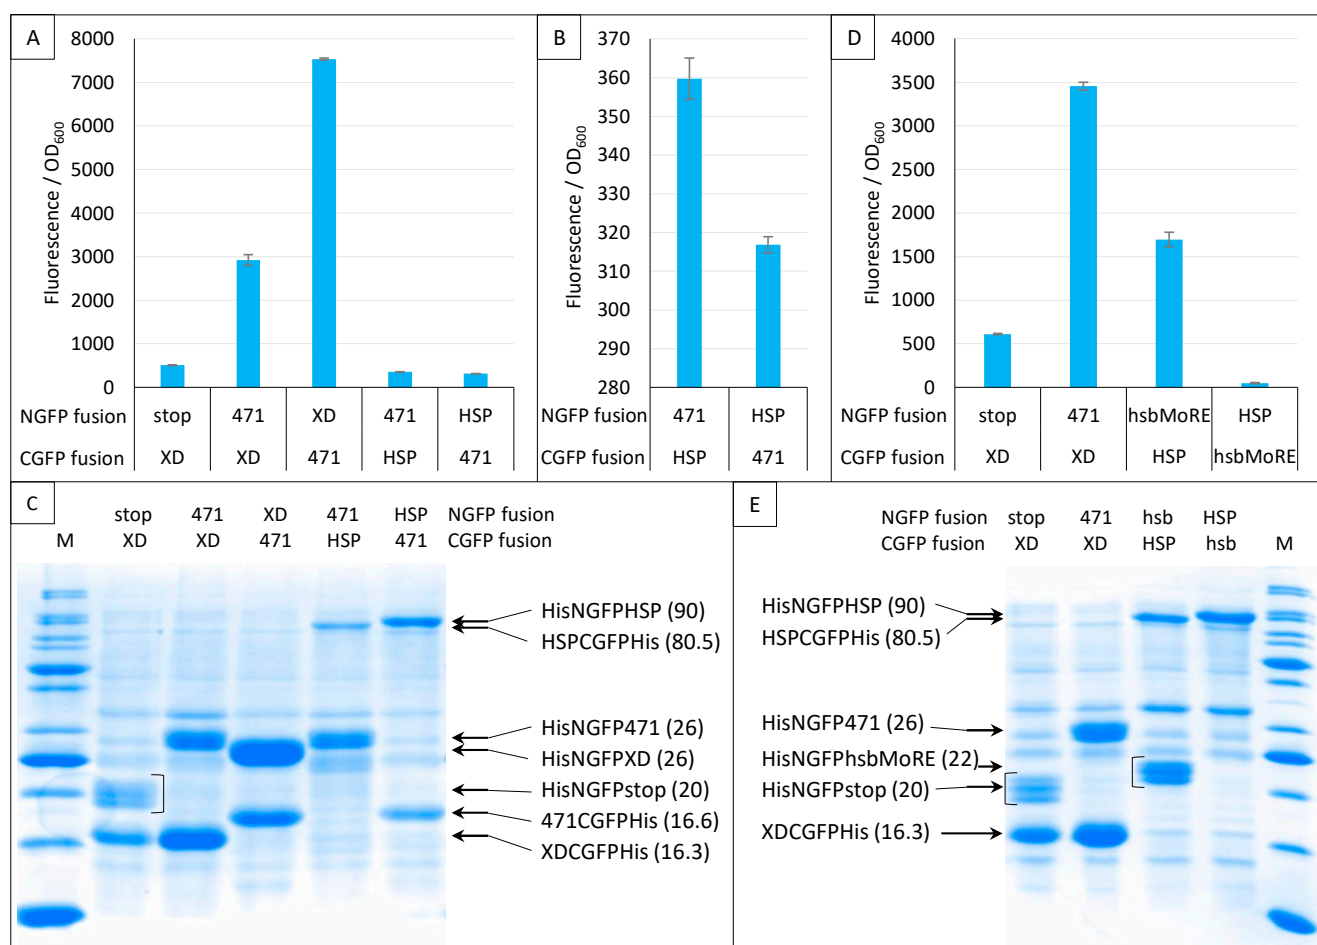 A
8000
7000
6000
5000
4000
3000
2000
1000
0
Fluorescence / OD600
NGFP fusion stop 471 XD 471 HSP
CGFP fusion XD XD 471 HSP 471
B
370
360
350
340
330
320
310
300
290
280
Fluorescence / OD600
471 HSP
HSP 471
D
4000
3500
3000
2500
2000
1500
1000
500
0
Fluorescence / OD600
NGFP fusion stop 471 hsbMoRE HSP
CGFP fusion XD XD HSP hsbMoRE
C
stop 471 XD 471 HSP NGFP fusion
M XD XD 471 HSP 471 CGFP fusion
HisNGFPHSP (90)
HSPCGFPHis (80.5)
HisNGFP471 (26)
HisNGFPXD (26)
HisNGFPstop (20)
471CGFPHis (16.6)
XDCGFPHis (16.3)
E
NGFP fusion stop 471 hsb HSP
CGFP fusion XD XD HSP hsb M
HisNGFPHSP (90)
HSPCGFPHis (80.5)
HisNGFP471 (26)
HisNGFPhsbMoRE (22)
HisNGFPstop (20)
XDCGFPHis (16.3)